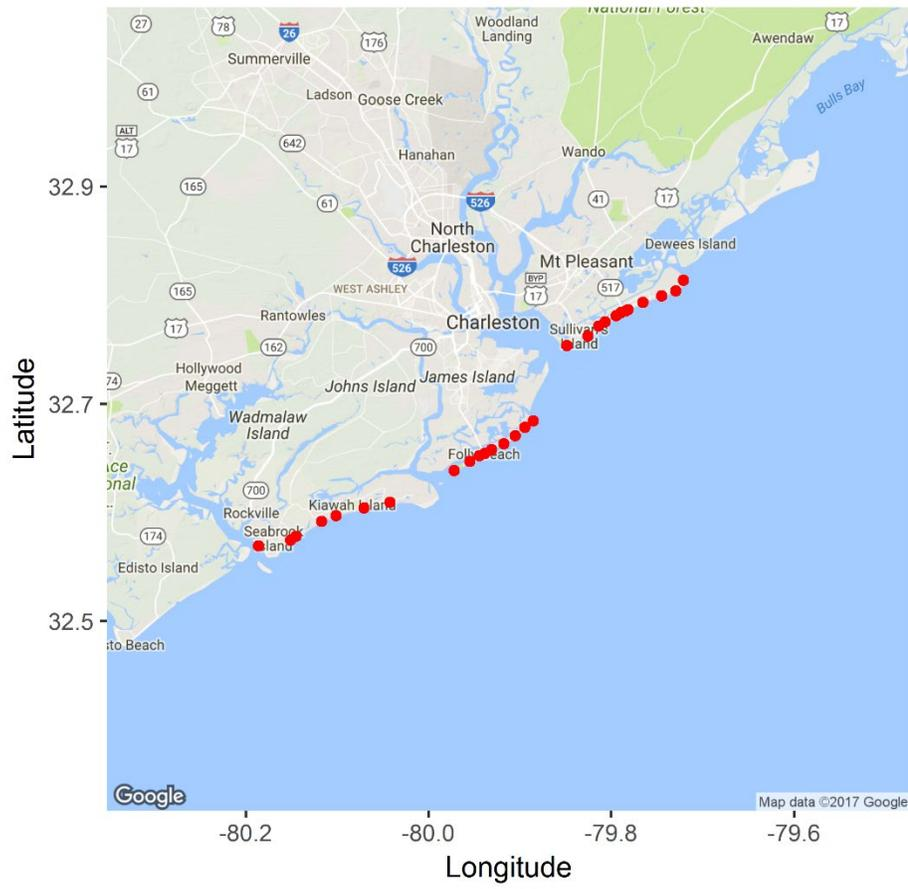 National Forest
27
78
26
176
17
Woodland
Landing
Awendaw
Summerville
61
Ladson
Goose Creek
Bulls Bay
ALT
17
642
Hanahan
Wando
32.9
165
61
526
41
17
North
Charleston
Dewees Island
526
Mt Pleasant
BYP
17
517
165
WEST ASHLEY
17
Rantowles
Charleston
Sullivan's
Island
162
700
Hollywood
Meggett
74
Johns Island
James Island
32.7
Wadmalaw
Island
Latitude
Folly Beach
Ace
onal
700
Rockville
Kiawah Island
174
Seabrook
Island
Edisto Island
32.5
sto Beach
Google
Map data ©2017 Google
-80.2
-80.0
-79.8
-79.6
Longitude